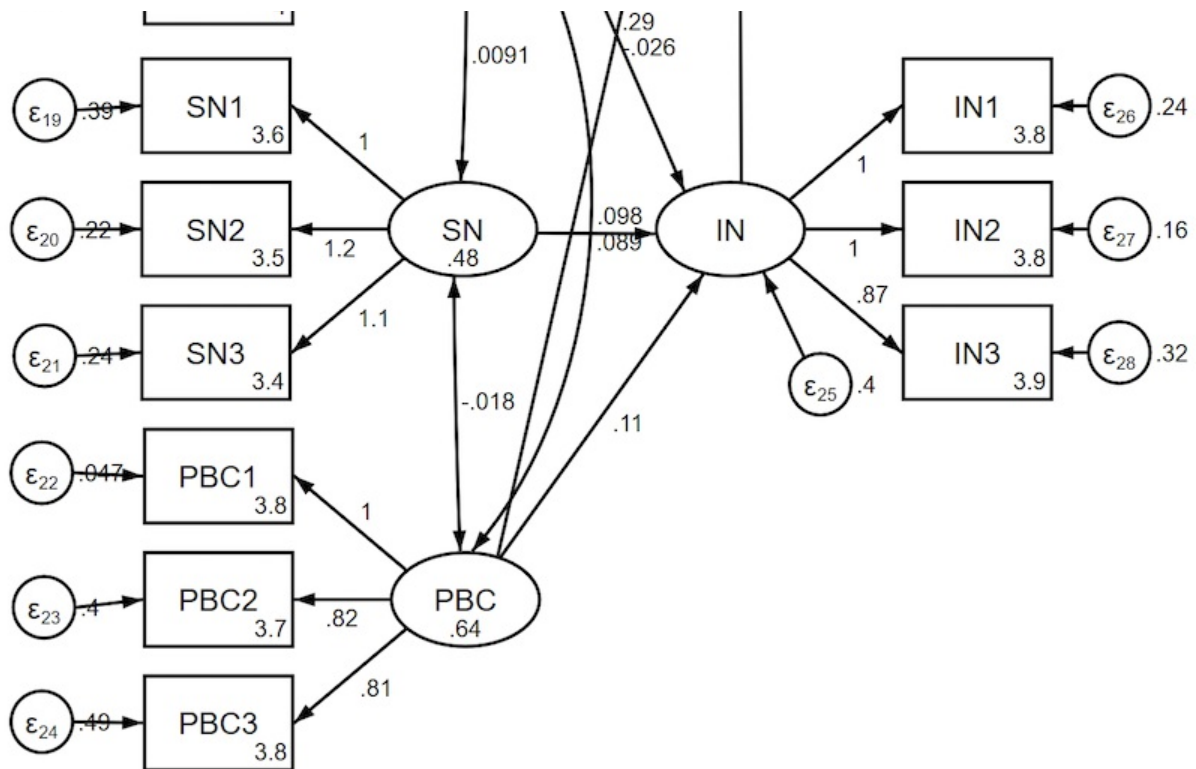 .29
-.026
.0091
ε19 .39 SN1 3.6
1
IN1 3.8
ε26 .24
1
ε20 .22 SN2 3.5
1.2
SN .48
.098
.089
IN
1
IN2 3.8
ε27 .16
ε21 .24 SN3 3.4
1.1
.87
IN3 3.9
ε28 .32
ε25 .4
-.018
.11
ε22 .047 PBC1 3.8
1
ε23 .4 PBC2 3.7
.82
PBC .64
.81
ε24 .49 PBC3 3.8